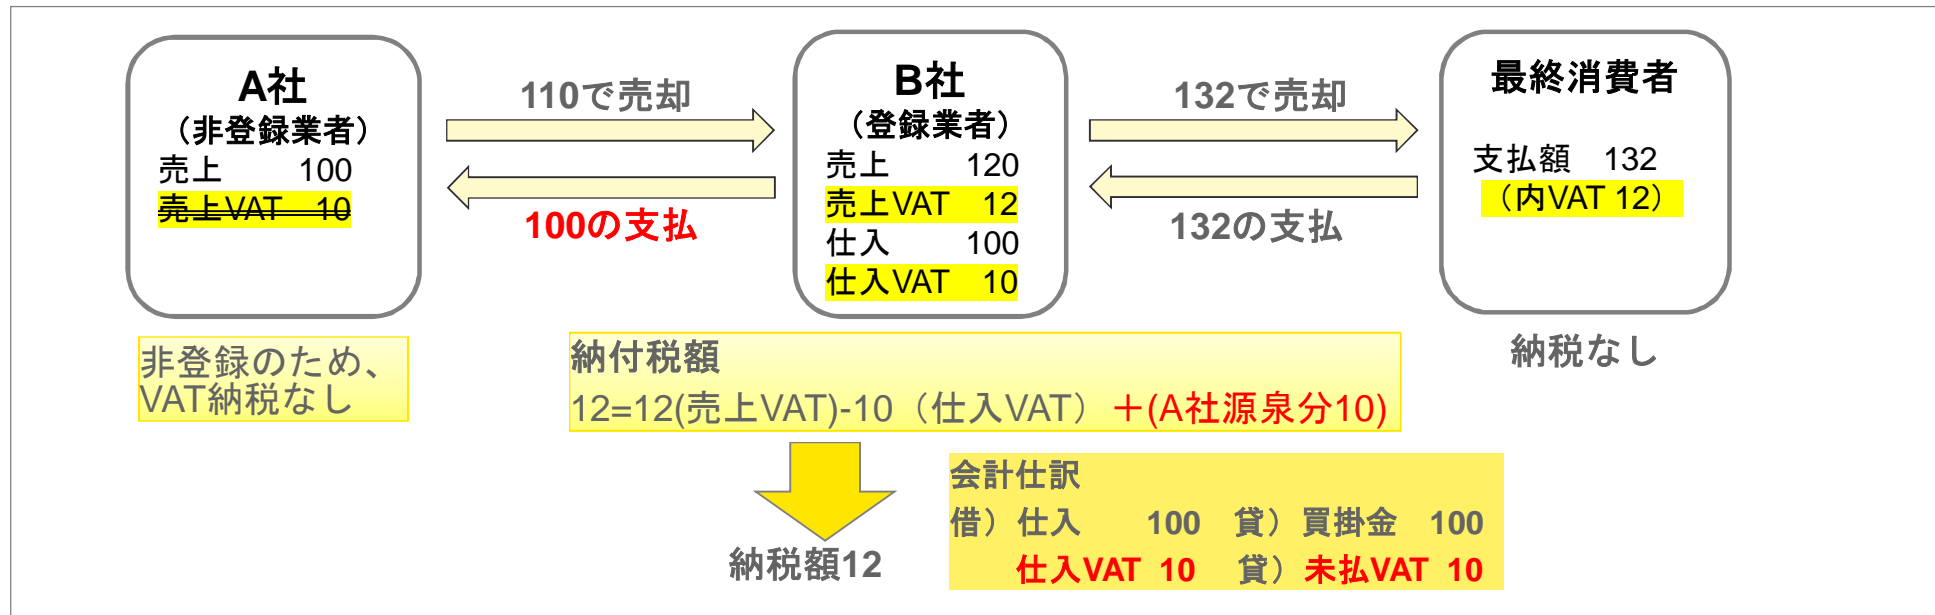 A社
（非登録業者）
売上 100
売上VAT 10
110で売却
100の支払
B社
（登録業者）
売上 120
売上VAT 12
仕入 100
仕入VAT 10
132で売却
132の支払
最終消費者
支払額 132
（内VAT 12）
非登録のため、
VAT納税なし
納付税額
12=12(売上VAT)-10（仕入VAT）＋(A社源泉分10)
納税なし
納税額12
会計仕訳
借）仕入 100 貸）買掛金 100
仕入VAT 10 貸）未払VAT 10